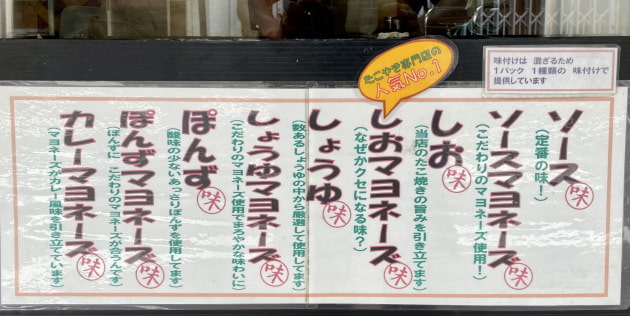 たこやき専門店の
人気No.1
味付けは 混ざるため
1パック 1種類の 味付けで
提供しています
ソース味
(定番の味!)
ソースマヨネーズ味
(こだわりのマヨネーズ使用!)
しお味
(当店のたこ焼きの旨みを引き立てます)
しおマヨネーズ味
(なぜかクセになる味?)
しょうゆ味
(数あるしょうゆの中から厳選して使用してます)
しょうゆマヨネーズ味
(こだわりのマヨネーズ使用でまろやかな味わいに)
ぽんず味
(酸味の少ないあっさりぽんずを使用してます)
ぽんずマヨネーズ味
(ぽんずに こだわりのマヨネーズが合うんです)
カレーマヨネーズ味
(マヨネーズがカレー風味を引き立てています)